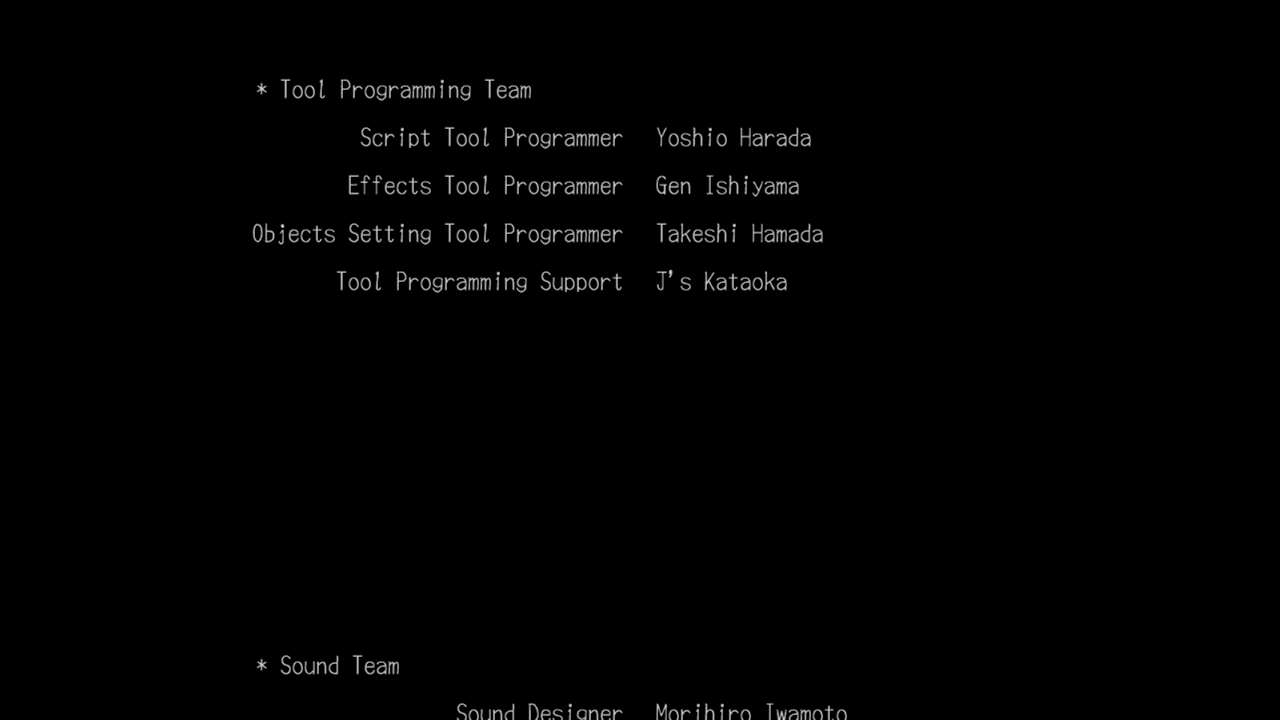 * Tool Programming Team
Script Tool Programmer Yoshio Harada
Effects Tool Programmer Gen Ishiyama
Objects Setting Tool Programmer Takeshi Hamada
Tool Programming Support J's Kataoka
* Sound Team
Sound Designer Morihiro Iwamoto